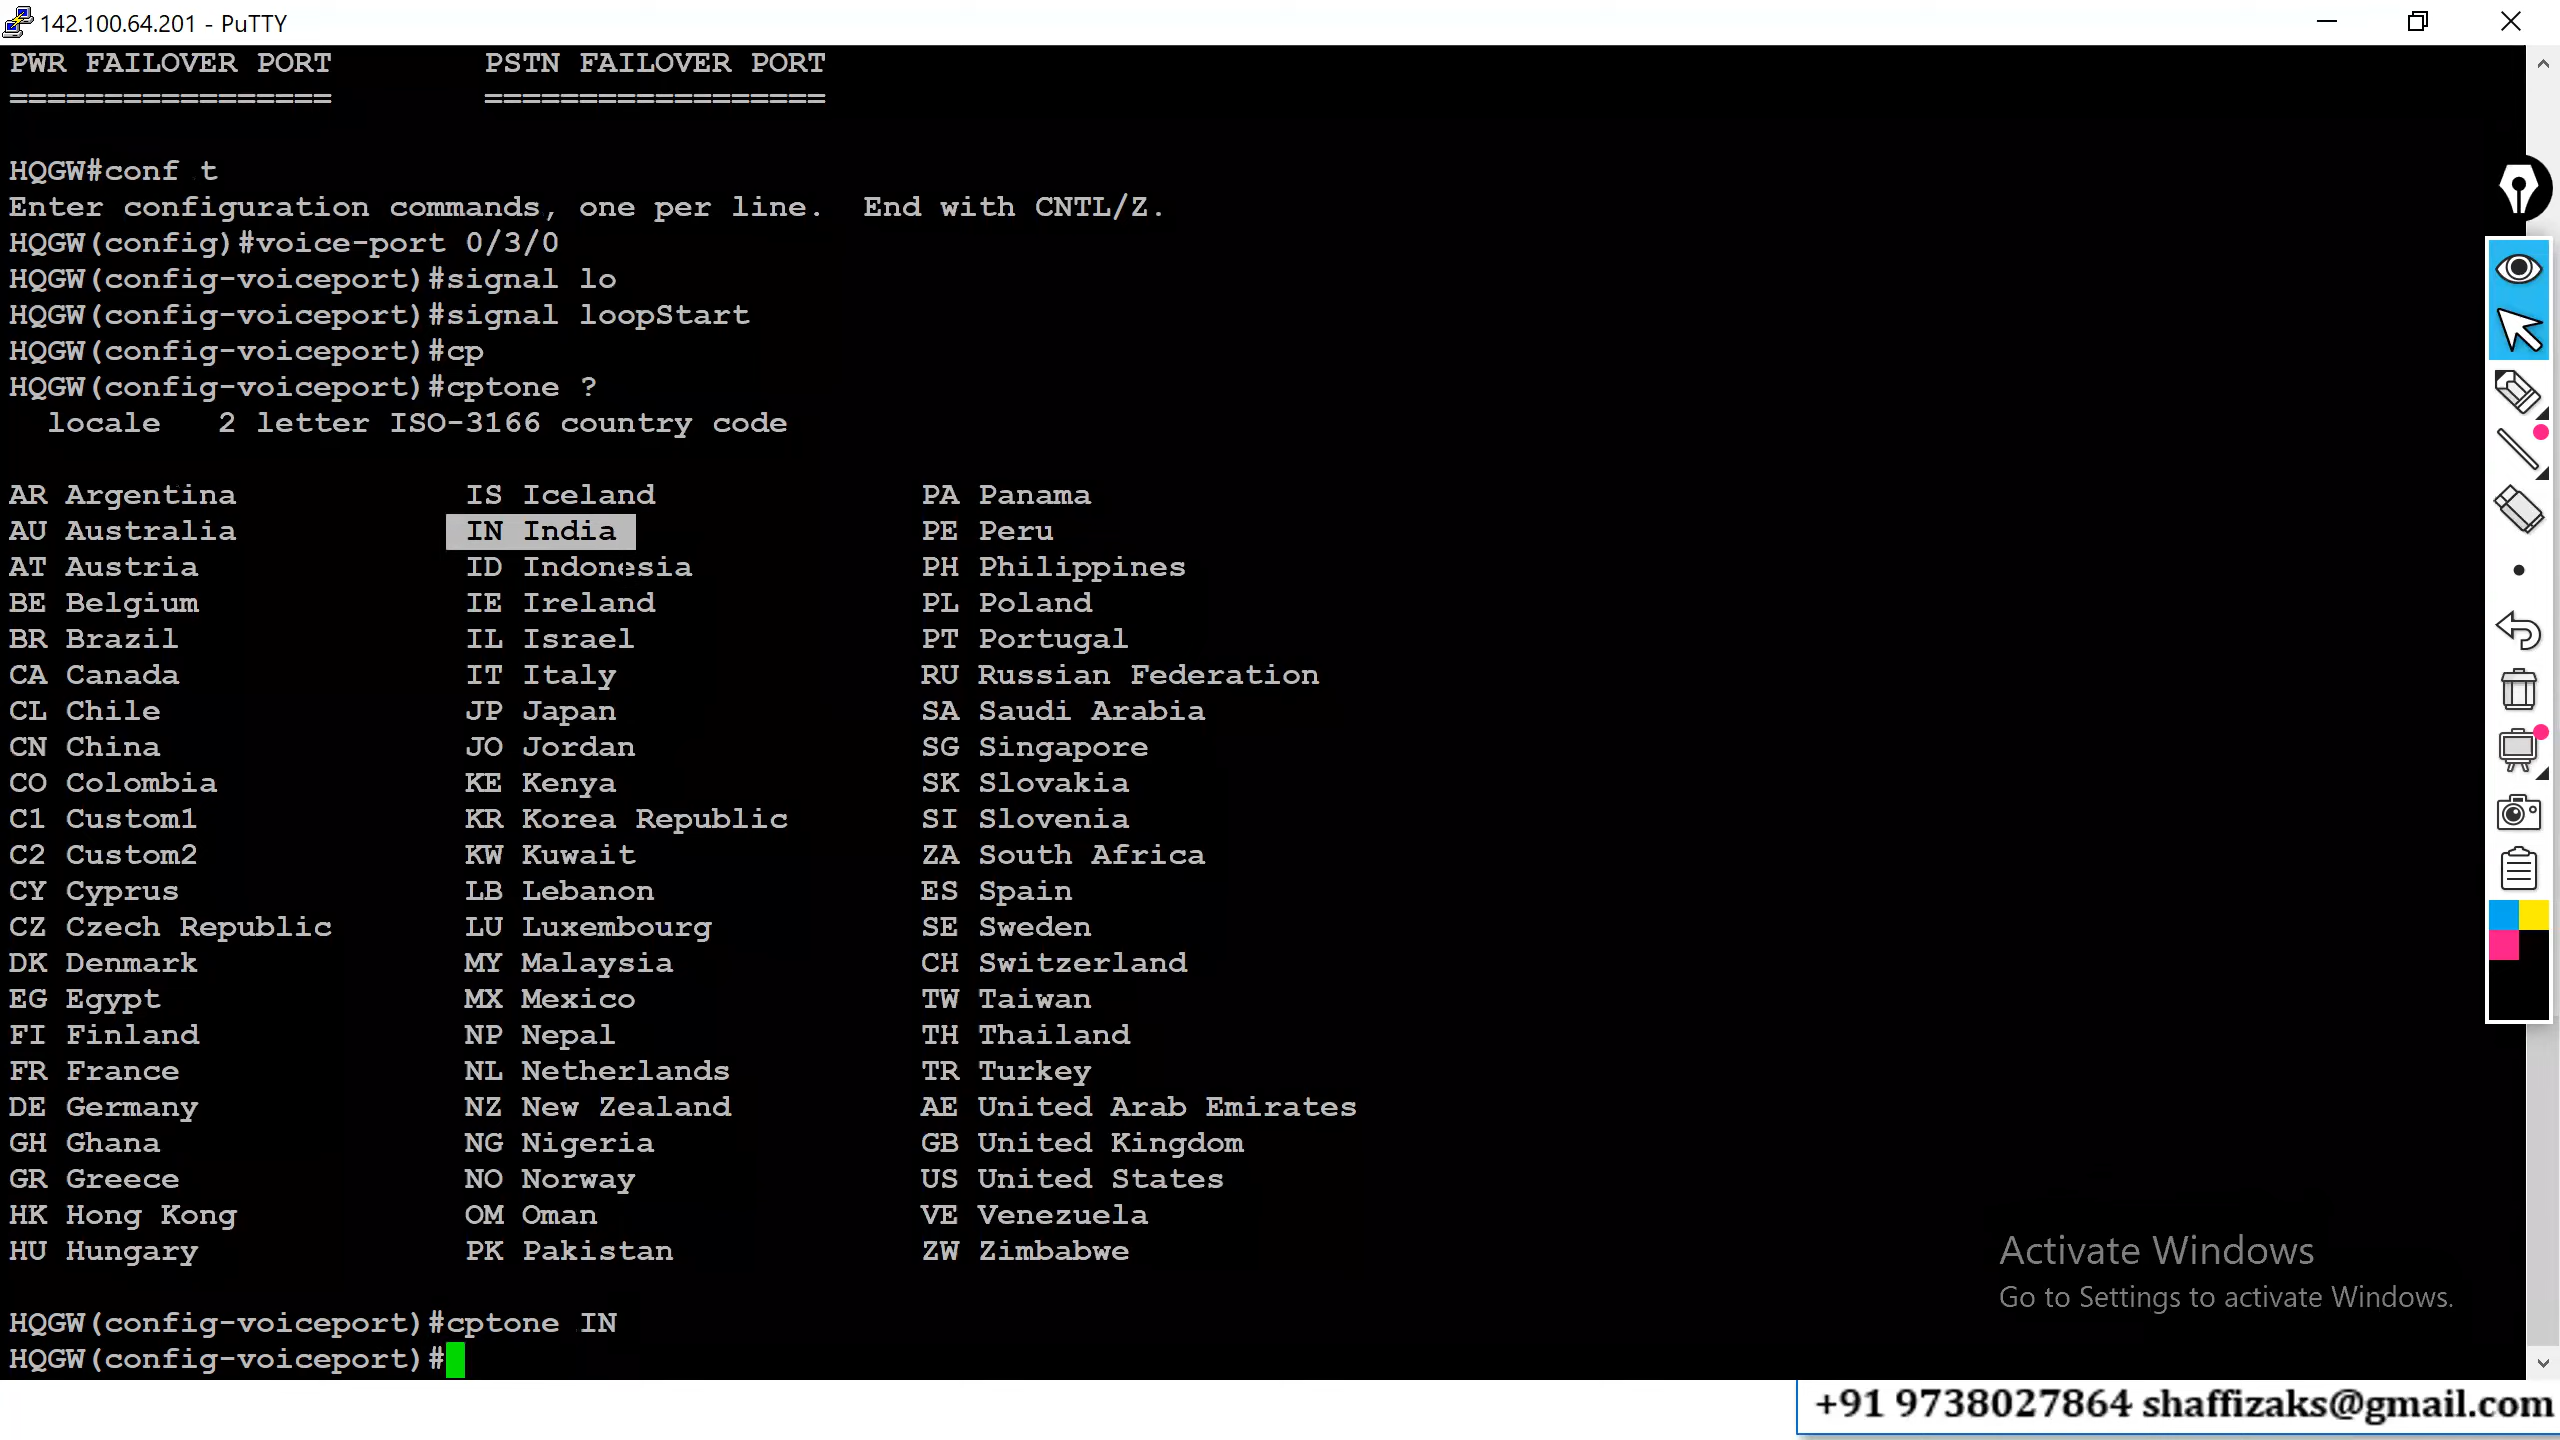 142.100.64.201 - PuTTY
PWR FAILOVER PORT        PSTN FAILOVER PORT
=================        ==================
HQGW#conf t
Enter configuration commands, one per line.  End with CNTL/Z.
HQGW(config)#voice-port 0/3/0
HQGW(config-voiceport)#signal lo
HQGW(config-voiceport)#signal loopStart
HQGW(config-voiceport)#cp
HQGW(config-voiceport)#cptone ?
  locale   2 letter ISO-3166 country code
AR Argentina            IS Iceland              PA Panama
AU Australia            IN India                PE Peru
AT Austria              ID Indonesia            PH Philippines
BE Belgium              IE Ireland              PL Poland
BR Brazil               IL Israel               PT Portugal
CA Canada               IT Italy                RU Russian Federation
CL Chile                JP Japan                SA Saudi Arabia
CN China                JO Jordan               SG Singapore
CO Colombia             KE Kenya                SK Slovakia
C1 Custom1              KR Korea Republic       SI Slovenia
C2 Custom2              KW Kuwait               ZA South Africa
CY Cyprus               LB Lebanon              ES Spain
CZ Czech Republic       LU Luxembourg           SE Sweden
DK Denmark              MY Malaysia             CH Switzerland
EG Egypt                MX Mexico               TW Taiwan
FI Finland              NP Nepal                TH Thailand
FR France               NL Netherlands          TR Turkey
DE Germany              NZ New Zealand          AE United Arab Emirates
GH Ghana                NG Nigeria              GB United Kingdom
GR Greece               NO Norway               US United States
HK Hong Kong            OM Oman                 VE Venezuela
HU Hungary              PK Pakistan             ZW Zimbabwe
HQGW(config-voiceport)#cptone IN
HQGW(config-voiceport)#
Activate Windows
Go to Settings to activate Windows.
+91 9738027864 shaffizaks@gmail.com